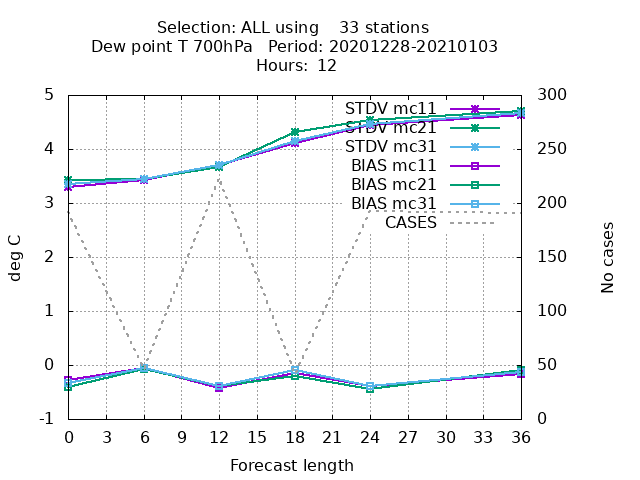 Selection: ALL using    33 stations
Dew point T 700hPa   Period: 20201228-20210103
Hours: 12
5
4
3
2
1
0
-1
300
250
200
150
100
50
0
deg C
No cases
STDV mc11
STDV mc21
STDV mc31
BIAS mc11
BIAS mc21
BIAS mc31
CASES
0 3 6 9 12 15 18 21 24 27 30 33 36
Forecast length